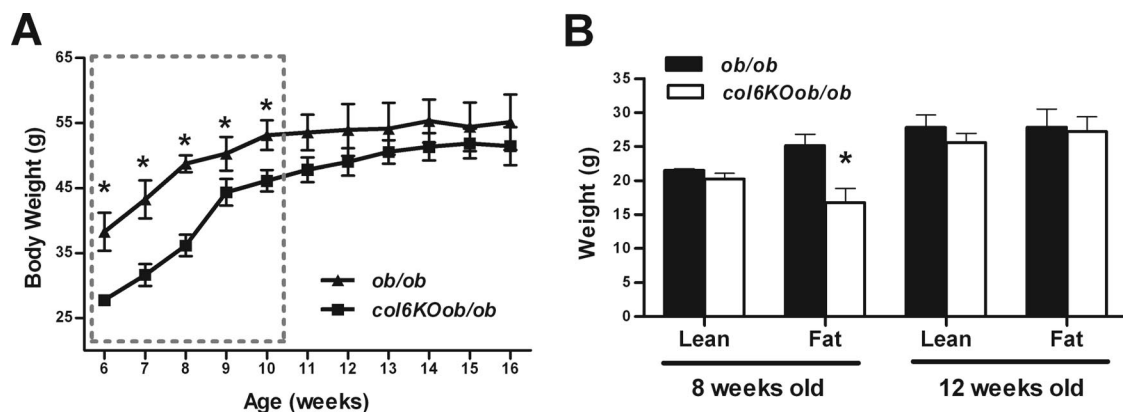 A
Body Weight (g)
65
55
45
35
25
* * * * *
ob/ob
col6KOob/ob
6 7 8 9 10 11 12 13 14 15 16
Age (weeks)
B
ob/ob
col6KOob/ob
Weight (g)
35
30
25
20
15
10
5
0
*
Lean Fat Lean Fat
8 weeks old 12 weeks old